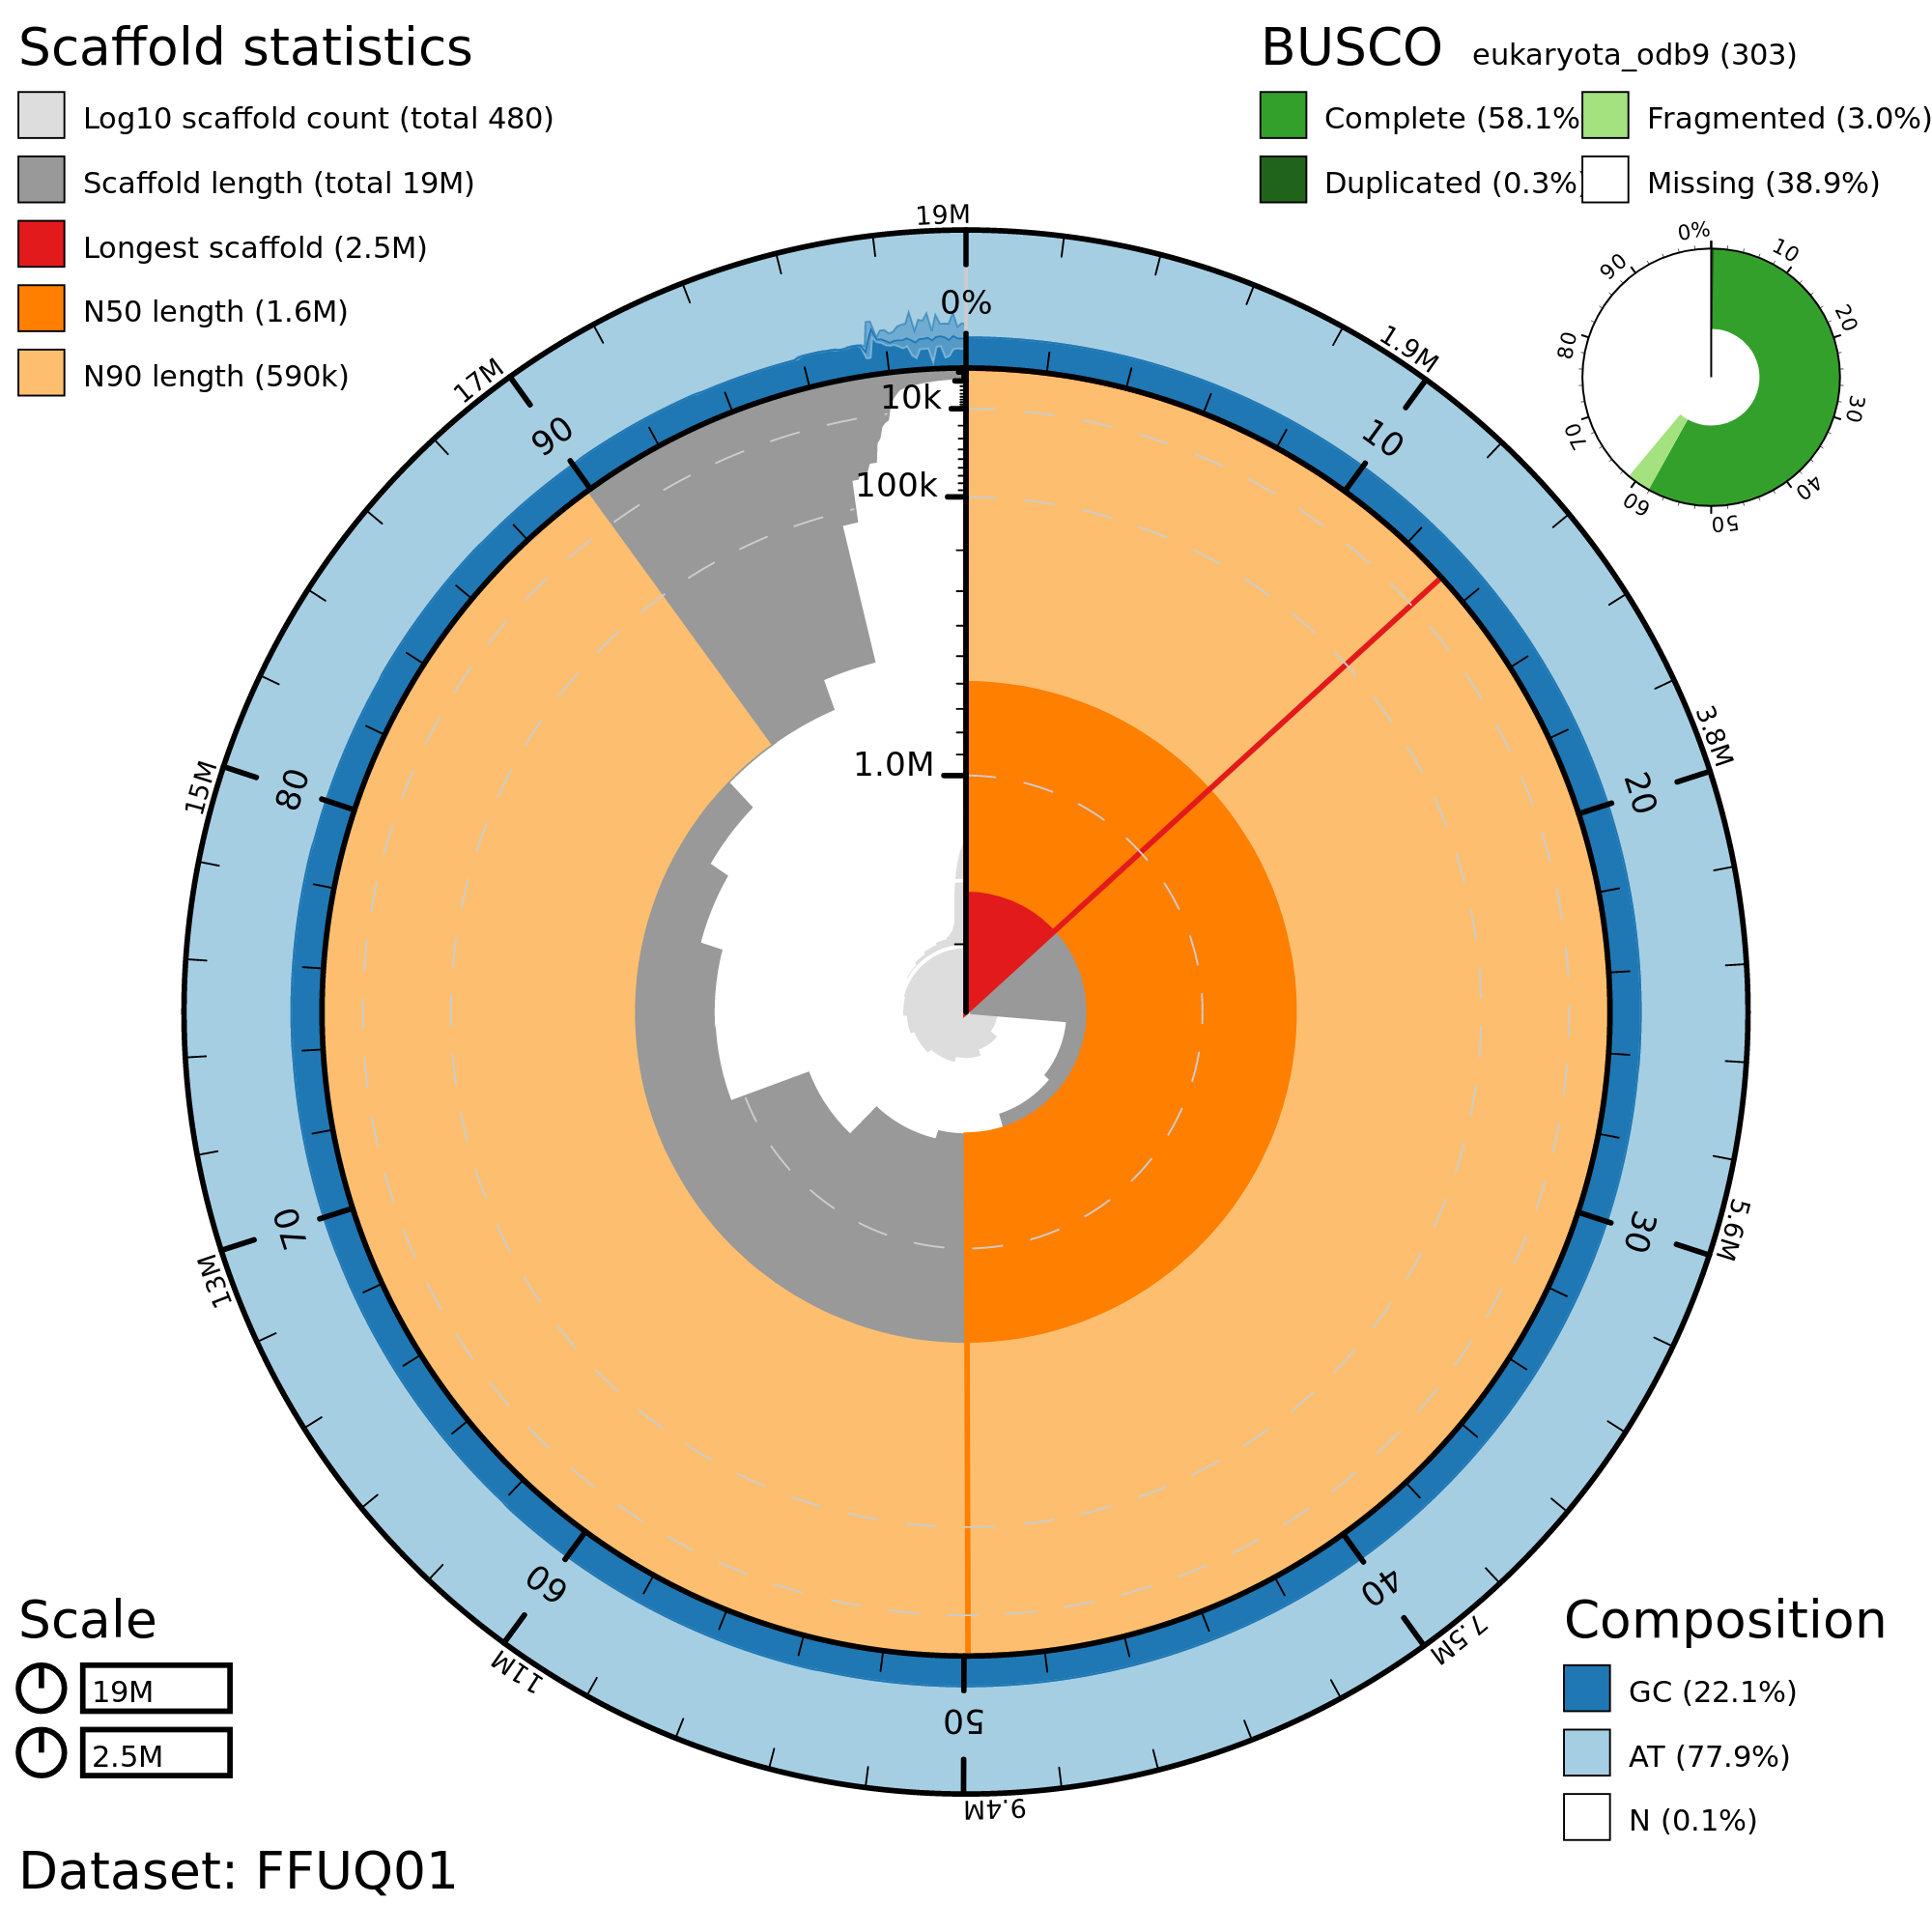 Scaffold statistics
Log10 scaffold count (total 480)
Scaffold length (total 19M)
Longest scaffold (2.5M)
N50 length (1.6M)
N90 length (590k)
BUSCO eukaryota_odb9 (303)
Complete (58.1%
Fragmented (3.0%)
Duplicated (0.3%)
Missing (38.9%)
0%
10
20
30
40
50
60
70
80
90
19M
1.9M
3.8M
5.6M
7.5M
9.4M
11M
13M
15M
17M
0%
10
20
30
40
50
60
70
80
90
10k
100k
1.0M
Scale
19M
2.5M
Composition
GC (22.1%)
AT (77.9%)
N (0.1%)
Dataset: FFUQ01